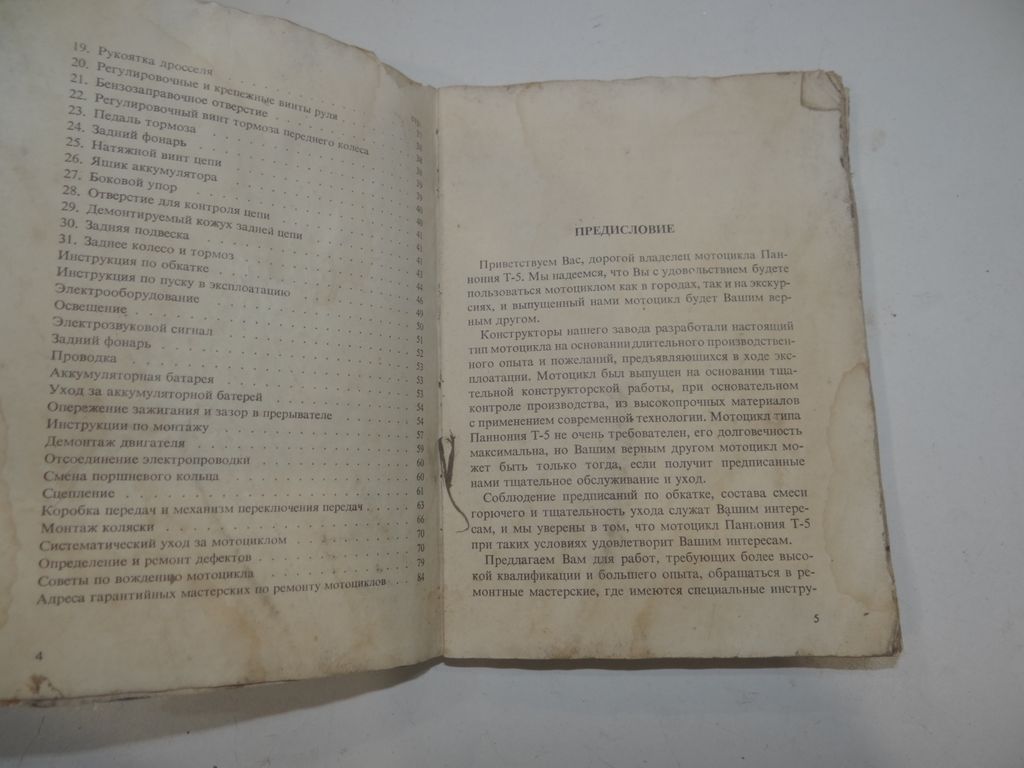 19. Рукоятка дросселя
20. Регулировочные и крепежные винты руля
21. Бензозаправочное отверстие
22. Регулировочный винт тормоза переднего колеса
23. Педаль тормоза
24. Задний фонарь
25. Натяжной винт цепи
26. Ящик аккумулятора
27. Боковой упор
28. Отверстие для контроля цепи
29. Демонтируемый кожух задней цепи
30. Задняя подвеска
31. Заднее колесо и тормоз
Инструкция по обкатке
Инструкция по пуску в эксплоатацию
Электрооборудование
Освещение
Электрозвуковой сигнал
Задний фонарь
Проводка
Аккумуляторная батарея
Уход за аккумуляторной батерей
Опережение зажигания и зазор в прерывателе
Инструкции по монтажу
Демонтаж двигателя
Отсоединение электропроводки
Смена поршневого кольца
Сцепление
Коробка передач и механизм переключения передач . . . 63
Монтаж коляски . . . 66
Систематический уход за мотоциклом . . . 70
Определение и ремонт дефектов . . . 70
Советы по вождению мотоцикла . . . 79
Адреса гарантийных мастерских по ремонту мотоциклов . . . 84
4
ПРЕДИСЛОВИЕ
Приветствуем Вас, дорогой владелец мотоцикла Пан-
нония Т-5. Мы надеемся, что Вы с удовольствием будете
пользоваться мотоциклом как в городах, так и на экскур-
сиях, и выпущенный нами мотоцикл будет Вашим вер-
ным другом.
Конструкторы нашего завода разработали настоящий
тип мотоцикла на основании длительного производствен-
ного опыта и пожеланий, предъявляющихся в ходе экс-
плоатации. Мотоцикл был выпущен на основании тща-
тельной конструкторской работы, при основательном
контроле производства, из высокопрочных материалов
с применением современной технологии. Мотоцикл типа
Паннония Т-5 не очень требователен, его долговечность
максимальна, но Вашим верным другом мотоцикл мо-
жет быть только тогда, если получит предписанные
нами тщательное обслуживание и уход.
Соблюдение предписаний по обкатке, состава смеси
горючего и тщательность ухода служат Вашим интере-
сам, и мы уверены в том, что мотоцикл Паннония Т-5
при таких условиях удовлетворит Вашим интересам.
Предлагаем Вам для работ, требующих более высо-
кой квалификации и большего опыта, обращаться в ре-
монтные мастерские, где имеются специальные инстру-
5